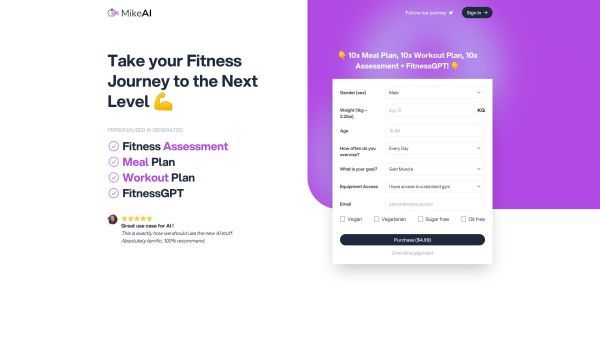 MikeAI
Follow our journey
Sign In →
Take your Fitness
Journey to the Next
Level 💪
PERSONALISED AI GENERATED
Fitness Assessment
Meal Plan
Workout Plan
FitnessGPT
⭐⭐⭐⭐⭐
Great use case for AI !
This is exactly how we should use the new AI stuff.
Absolutely terrific, 100% recommend.
👇 10x Meal Plan, 10x Workout Plan, 10x
Assessment + FitnessGPT! 👇
Gender (sex)
Male
Weight (1kg ~
2.2lbs)
eg. 72
KG
Age
How often do you
exercise?
Every Day
What is your goal?
Gain Muscle
Equipment Access
I have access to a standard gym
Email
patrick@example.com
Vegan
Vegetarian
Sugar free
Oil free
Purchase ($4.99)
One-time payment